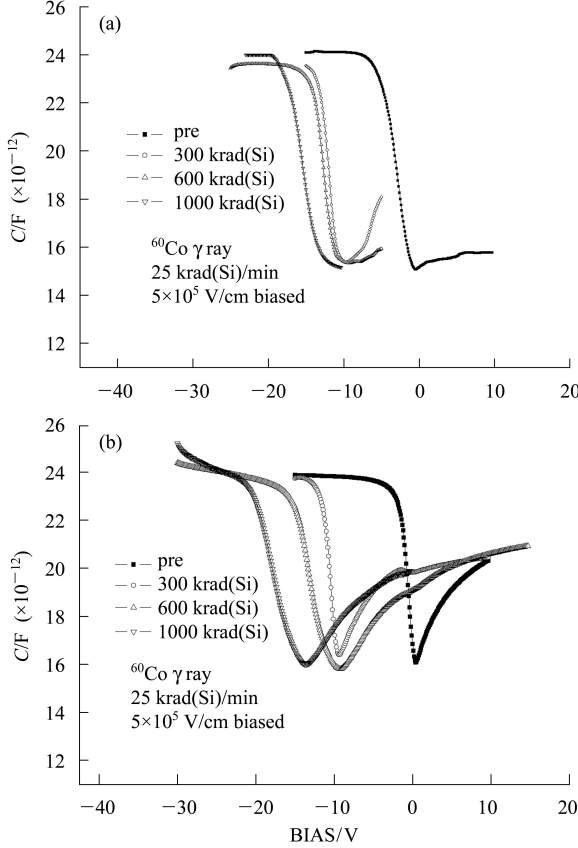 (a)
26
24
22
20
18
16
14
12
C/F (×10⁻¹²)
pre
300 krad(Si)
600 krad(Si)
1000 krad(Si)
⁶⁰Co γ ray
25 krad(Si)/min
5×10⁵ V/cm biased
−40 −30 −20 −10 0 10 20
(b)
26
24
22
20
18
16
14
12
C/F (×10⁻¹²)
pre
300 krad(Si)
600 krad(Si)
1000 krad(Si)
⁶⁰Co γ ray
25 krad(Si)/min
5×10⁵ V/cm biased
−40 −30 −20 −10 0 10 20
BIAS/V